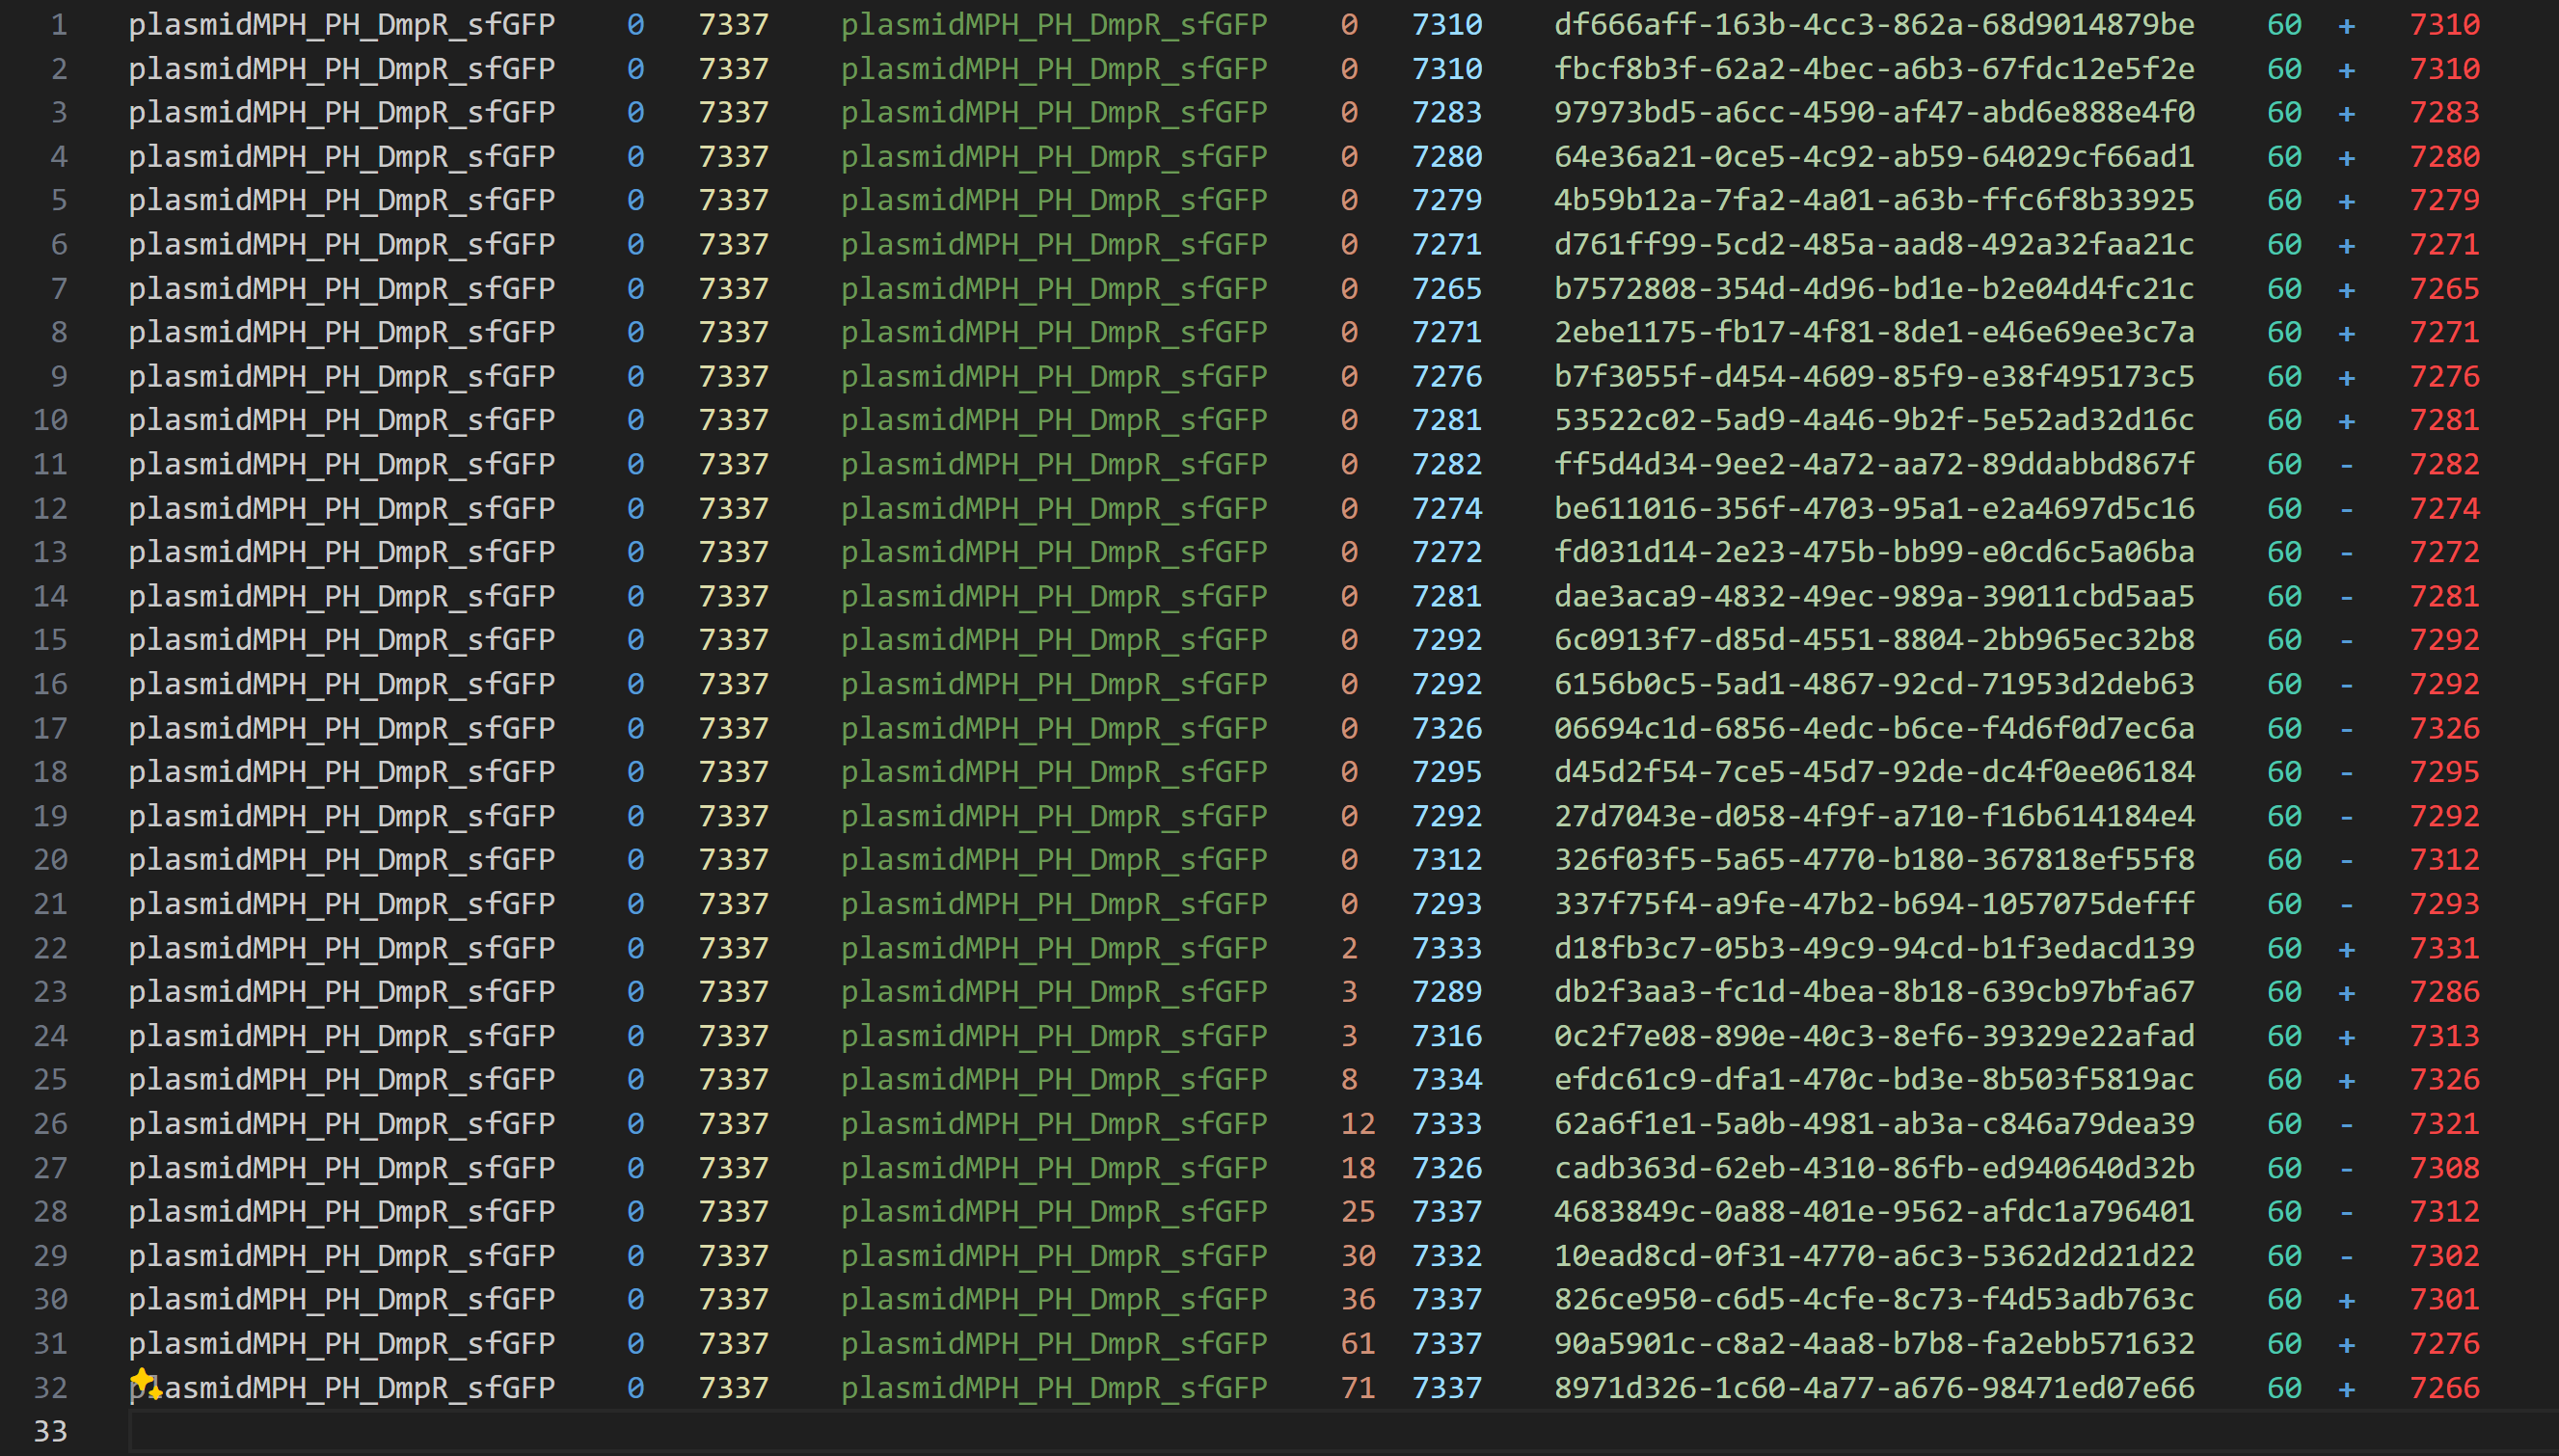 1 plasmidMPH_PH_DmpR_sfGFP 0 7337 plasmidMPH_PH_DmpR_sfGFP 0 7310 df666aff-163b-4cc3-862a-68d9014879be 60 + 7310
2 plasmidMPH_PH_DmpR_sfGFP 0 7337 plasmidMPH_PH_DmpR_sfGFP 0 7310 fbcf8b3f-62a2-4bec-a6b3-67fdc12e5f2e 60 + 7310
3 plasmidMPH_PH_DmpR_sfGFP 0 7337 plasmidMPH_PH_DmpR_sfGFP 0 7283 97973bd5-a6cc-4590-af47-abd6e888e4f0 60 + 7283
4 plasmidMPH_PH_DmpR_sfGFP 0 7337 plasmidMPH_PH_DmpR_sfGFP 0 7280 64e36a21-0ce5-4c92-ab59-64029cf66ad1 60 + 7280
5 plasmidMPH_PH_DmpR_sfGFP 0 7337 plasmidMPH_PH_DmpR_sfGFP 0 7279 4b59b12a-7fa2-4a01-a63b-ffc6f8b33925 60 + 7279
6 plasmidMPH_PH_DmpR_sfGFP 0 7337 plasmidMPH_PH_DmpR_sfGFP 0 7271 d761ff99-5cd2-485a-aad8-492a32faa21c 60 + 7271
7 plasmidMPH_PH_DmpR_sfGFP 0 7337 plasmidMPH_PH_DmpR_sfGFP 0 7265 b7572808-354d-4d96-bd1e-b2e04d4fc21c 60 + 7265
8 plasmidMPH_PH_DmpR_sfGFP 0 7337 plasmidMPH_PH_DmpR_sfGFP 0 7271 2ebe1175-fb17-4f81-8de1-e46e69ee3c7a 60 + 7271
9 plasmidMPH_PH_DmpR_sfGFP 0 7337 plasmidMPH_PH_DmpR_sfGFP 0 7276 b7f3055f-d454-4609-85f9-e38f495173c5 60 + 7276
10 plasmidMPH_PH_DmpR_sfGFP 0 7337 plasmidMPH_PH_DmpR_sfGFP 0 7281 53522c02-5ad9-4a46-9b2f-5e52ad32d16c 60 + 7281
11 plasmidMPH_PH_DmpR_sfGFP 0 7337 plasmidMPH_PH_DmpR_sfGFP 0 7282 ff5d4d34-9ee2-4a72-aa72-89ddabbd867f 60 - 7282
12 plasmidMPH_PH_DmpR_sfGFP 0 7337 plasmidMPH_PH_DmpR_sfGFP 0 7274 be611016-356f-4703-95a1-e2a4697d5c16 60 - 7274
13 plasmidMPH_PH_DmpR_sfGFP 0 7337 plasmidMPH_PH_DmpR_sfGFP 0 7272 fd031d14-2e23-475b-bb99-e0cd6c5a06ba 60 - 7272
14 plasmidMPH_PH_DmpR_sfGFP 0 7337 plasmidMPH_PH_DmpR_sfGFP 0 7281 dae3aca9-4832-49ec-989a-39011cbd5aa5 60 - 7281
15 plasmidMPH_PH_DmpR_sfGFP 0 7337 plasmidMPH_PH_DmpR_sfGFP 0 7292 6c0913f7-d85d-4551-8804-2bb965ec32b8 60 - 7292
16 plasmidMPH_PH_DmpR_sfGFP 0 7337 plasmidMPH_PH_DmpR_sfGFP 0 7292 6156b0c5-5ad1-4867-92cd-71953d2deb63 60 - 7292
17 plasmidMPH_PH_DmpR_sfGFP 0 7337 plasmidMPH_PH_DmpR_sfGFP 0 7326 06694c1d-6856-4edc-b6ce-f4d6f0d7ec6a 60 - 7326
18 plasmidMPH_PH_DmpR_sfGFP 0 7337 plasmidMPH_PH_DmpR_sfGFP 0 7295 d45d2f54-7ce5-45d7-92de-dc4f0ee06184 60 - 7295
19 plasmidMPH_PH_DmpR_sfGFP 0 7337 plasmidMPH_PH_DmpR_sfGFP 0 7292 27d7043e-d058-4f9f-a710-f16b614184e4 60 - 7292
20 plasmidMPH_PH_DmpR_sfGFP 0 7337 plasmidMPH_PH_DmpR_sfGFP 0 7312 326f03f5-5a65-4770-b180-367818ef55f8 60 - 7312
21 plasmidMPH_PH_DmpR_sfGFP 0 7337 plasmidMPH_PH_DmpR_sfGFP 0 7293 337f75f4-a9fe-47b2-b694-1057075defff 60 - 7293
22 plasmidMPH_PH_DmpR_sfGFP 0 7337 plasmidMPH_PH_DmpR_sfGFP 2 7333 d18fb3c7-05b3-49c9-94cd-b1f3edacd139 60 + 7331
23 plasmidMPH_PH_DmpR_sfGFP 0 7337 plasmidMPH_PH_DmpR_sfGFP 3 7289 db2f3aa3-fc1d-4bea-8b18-639cb97bfa67 60 + 7286
24 plasmidMPH_PH_DmpR_sfGFP 0 7337 plasmidMPH_PH_DmpR_sfGFP 3 7316 0c2f7e08-890e-40c3-8ef6-39329e22afad 60 + 7313
25 plasmidMPH_PH_DmpR_sfGFP 0 7337 plasmidMPH_PH_DmpR_sfGFP 8 7334 efdc61c9-dfa1-470c-bd3e-8b503f5819ac 60 + 7326
26 plasmidMPH_PH_DmpR_sfGFP 0 7337 plasmidMPH_PH_DmpR_sfGFP 12 7333 62a6f1e1-5a0b-4981-ab3a-c846a79dea39 60 - 7321
27 plasmidMPH_PH_DmpR_sfGFP 0 7337 plasmidMPH_PH_DmpR_sfGFP 18 7326 cadb363d-62eb-4310-86fb-ed940640d32b 60 - 7308
28 plasmidMPH_PH_DmpR_sfGFP 0 7337 plasmidMPH_PH_DmpR_sfGFP 25 7337 4683849c-0a88-401e-9562-afdc1a796401 60 - 7312
29 plasmidMPH_PH_DmpR_sfGFP 0 7337 plasmidMPH_PH_DmpR_sfGFP 30 7332 10ead8cd-0f31-4770-a6c3-5362d2d21d22 60 - 7302
30 plasmidMPH_PH_DmpR_sfGFP 0 7337 plasmidMPH_PH_DmpR_sfGFP 36 7337 826ce950-c6d5-4cfe-8c73-f4d53adb763c 60 + 7301
31 plasmidMPH_PH_DmpR_sfGFP 0 7337 plasmidMPH_PH_DmpR_sfGFP 61 7337 90a5901c-c8a2-4aa8-b7b8-fa2ebb571632 60 + 7276
32 plasmidMPH_PH_DmpR_sfGFP 0 7337 plasmidMPH_PH_DmpR_sfGFP 71 7337 8971d326-1c60-4a77-a676-98471ed07e66 60 + 7266
33